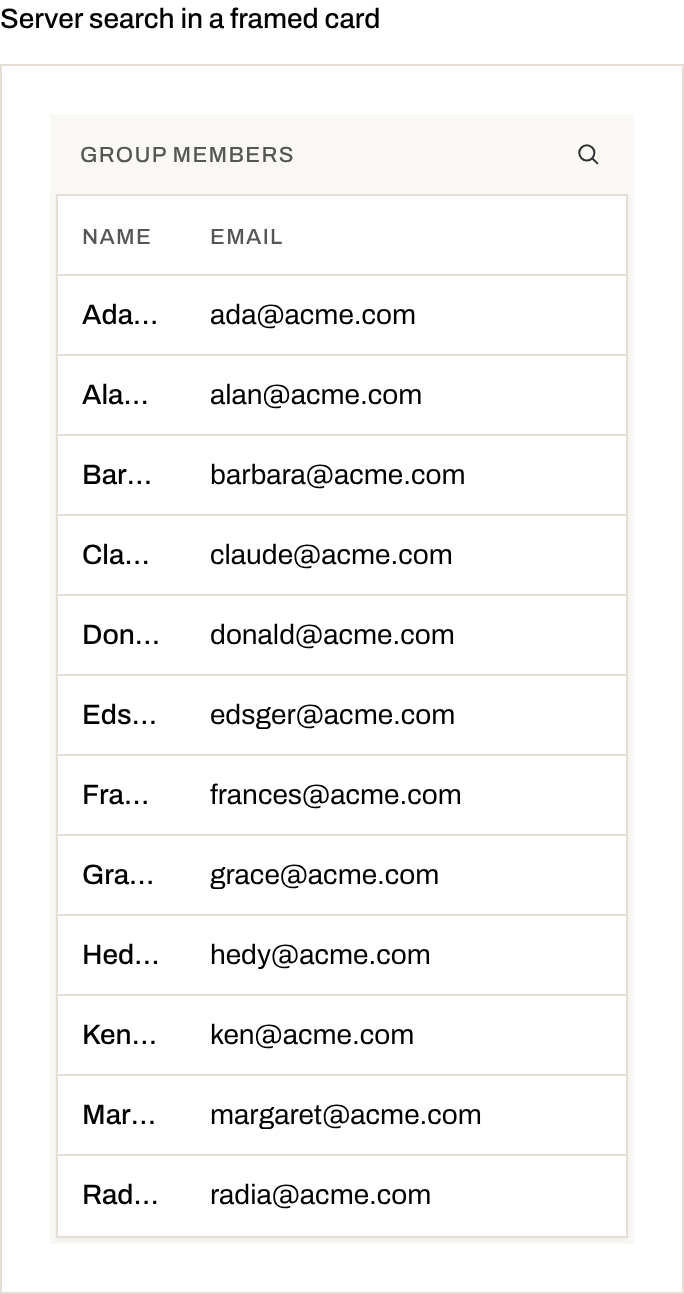 Server search in a framed card
GROUP MEMBERS
NAME EMAIL
Ada... ada@acme.com
Ala... alan@acme.com
Bar... barbara@acme.com
Cla... claude@acme.com
Don... donald@acme.com
Eds... edsger@acme.com
Fra... frances@acme.com
Gra... grace@acme.com
Hed... hedy@acme.com
Ken... ken@acme.com
Mar... margaret@acme.com
Rad... radia@acme.com